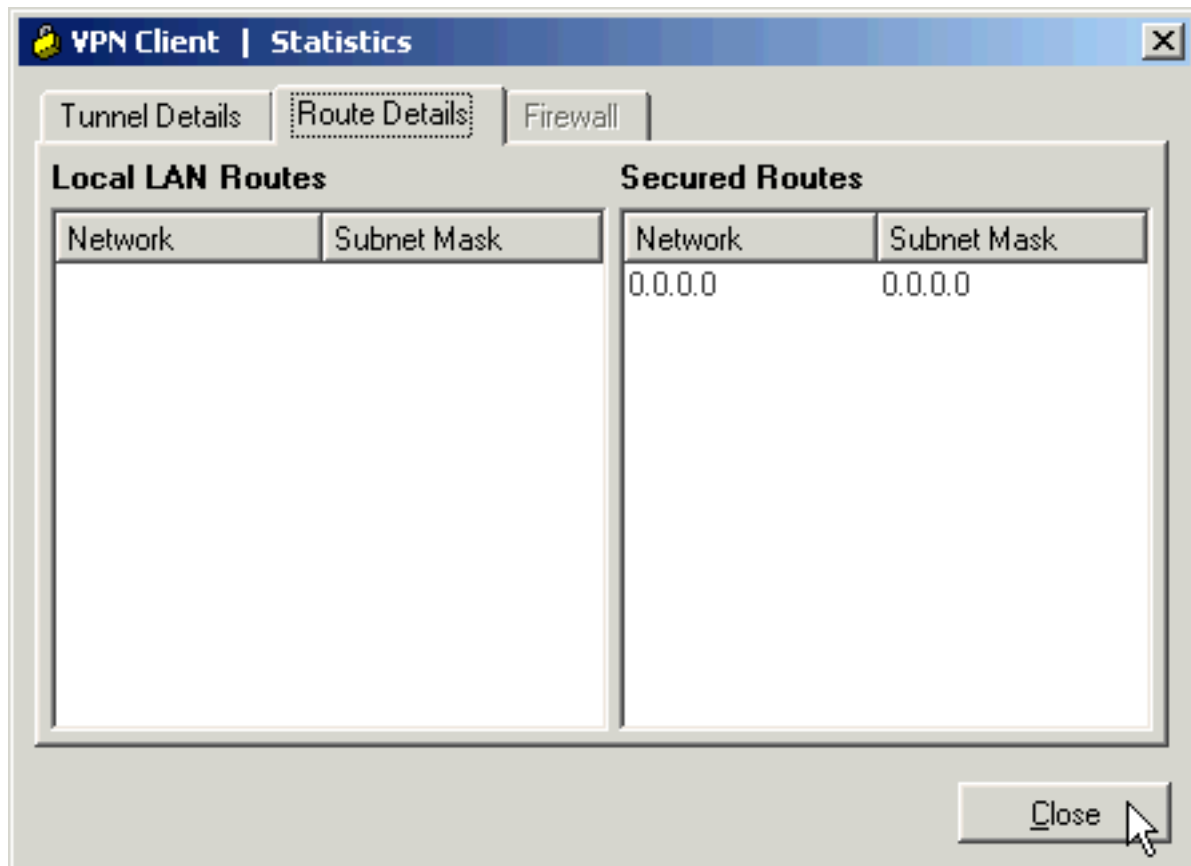 VPN Client | Statistics
Tunnel Details Route Details Firewall
Local LAN Routes Secured Routes
Network Subnet Mask Network Subnet Mask
0.0.0.0 0.0.0.0
Close